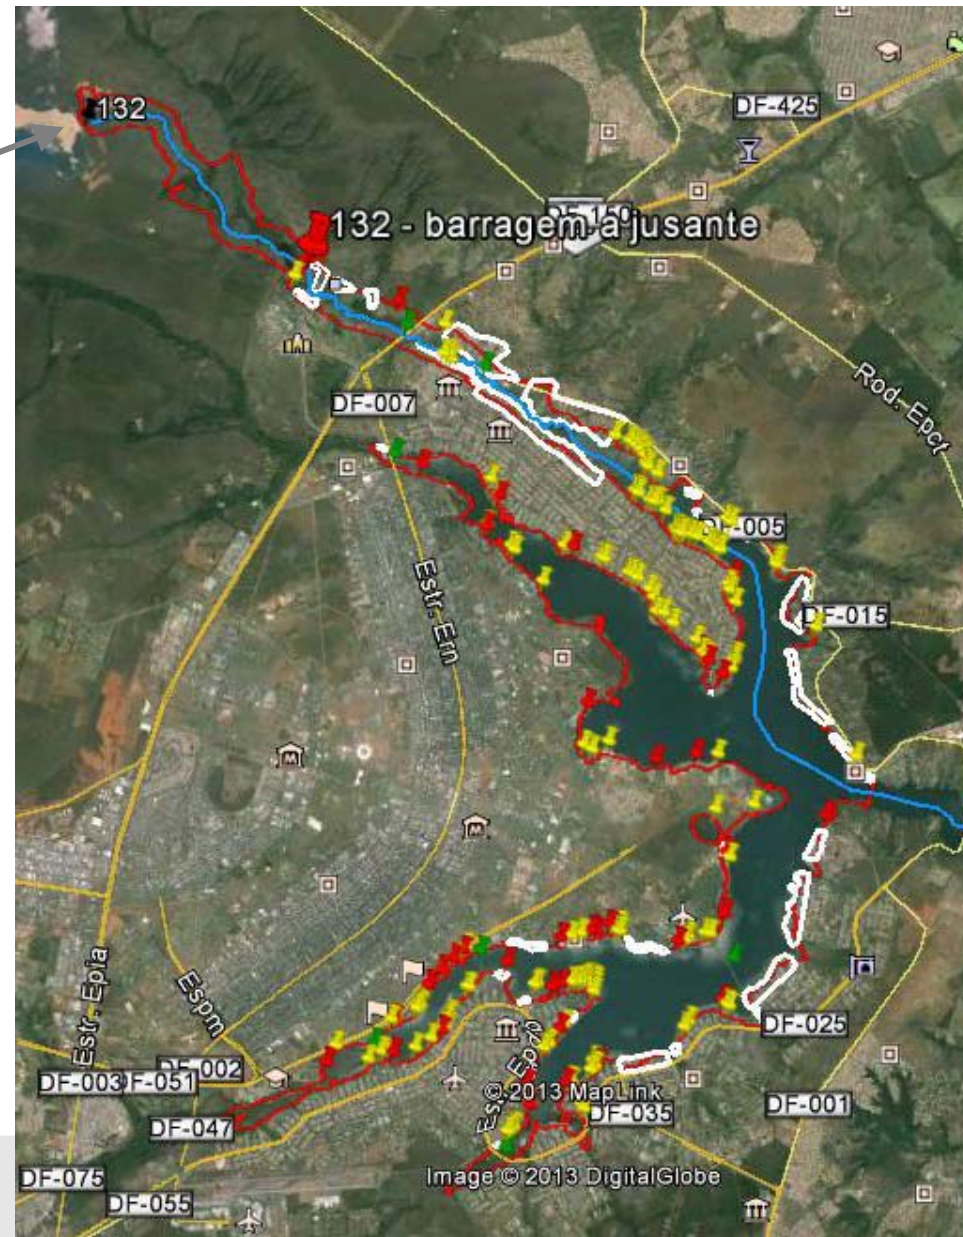 DF-425
132
132 - barragem a jusante
Rod. Epct
DF-007
DF-005
Estr. Ern
DF-015
Estr. Epia
Espm
DF-025
DF-002
DF-003
DF-051
© 2013 MapLink
DF-035
DF-001
DF-047
Image © 2013 DigitalGlobe
DF-075
DF-055